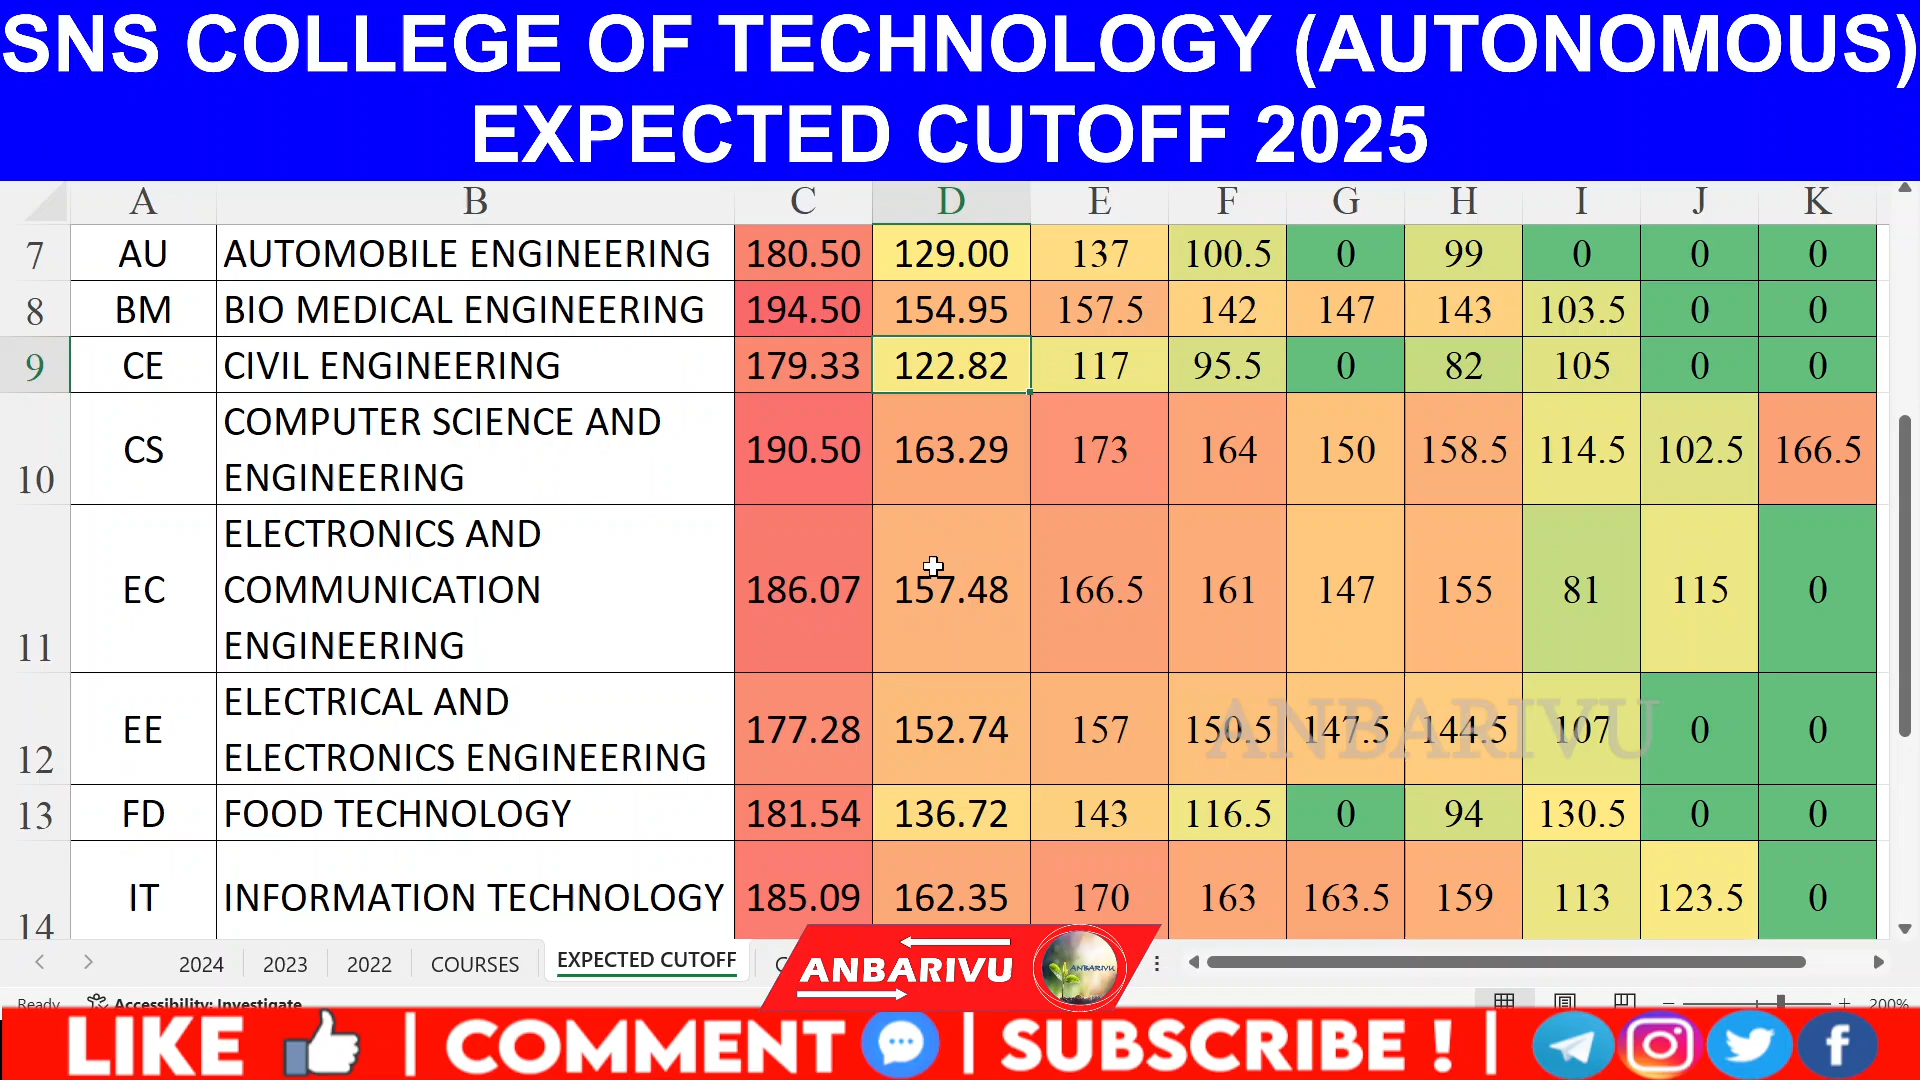 SNS COLLEGE OF TECHNOLOGY (AUTONOMOUS)
EXPECTED CUTOFF 2025
A B C D E F G H I J K
7 AU AUTOMOBILE ENGINEERING 180.50 129.00 137 100.5 0 99 0 0 0
8 BM BIO MEDICAL ENGINEERING 194.50 154.95 157.5 142 147 143 103.5 0 0
9 CE CIVIL ENGINEERING 179.33 122.82 117 95.5 0 82 105 0 0
COMPUTER SCIENCE AND
10 CS ENGINEERING 190.50 163.29 173 164 150 158.5 114.5 102.5 166.5
ELECTRONICS AND
EC COMMUNICATION 186.07 157.48 166.5 161 147 155 81 115 0
11 ENGINEERING
ELECTRICAL AND
12 EE ELECTRONICS ENGINEERING 177.28 152.74 157 150.5 147.5 144.5 107 0 0
ANBARIVU
13 FD FOOD TECHNOLOGY 181.54 136.72 143 116.5 0 94 130.5 0 0
14 IT INFORMATION TECHNOLOGY 185.09 162.35 170 163 163.5 159 113 123.5 0
2024 2023 2022 COURSES EXPECTED CUTOFF
ANBARIVU
ANBARIVU
Ready Accessibility: Investigate 200%
LIKE | COMMENT | SUBSCRIBE ! |